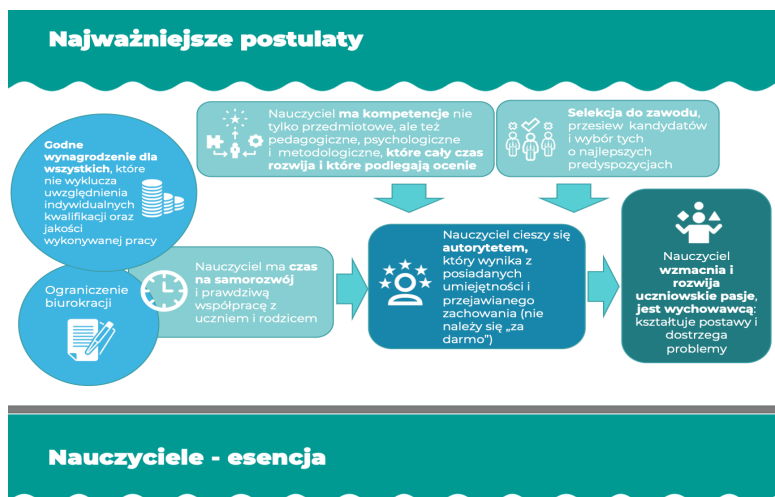 Najważniejsze postulaty
Godne
wynagrodzenie dla
wszystkich, które
nie wyklucza
uwzględnienia
indywidualnych
kwalifikacji oraz
jakości
wykonywanej pracy
Ograniczenie
biurokracji
Nauczyciel ma kompetencje nie
tylko przedmiotowe, ale też
pedagogiczne, psychologiczne
i metodologiczne, które cały czas
rozwija i które podlegają ocenie
Selekcja do zawodu,
przesiew kandydatów
i wybór tych
o najlepszych
predyspozycjach
Nauczyciel ma czas
na samorozwój
i prawdziwą
współpracę z
uczniem i rodzicem
Nauczyciel cieszy się
autorytetem,
który wynika z
posiadanych
umiejętności i
przejawianego
zachowania (nie
należy się „za
darmo”)
Nauczyciel
wzmacnia i
rozwija
uczniowskie pasje,
jest wychowawcą:
kształtuje postawy i
dostrzega
problemy
Nauczyciele - esencja